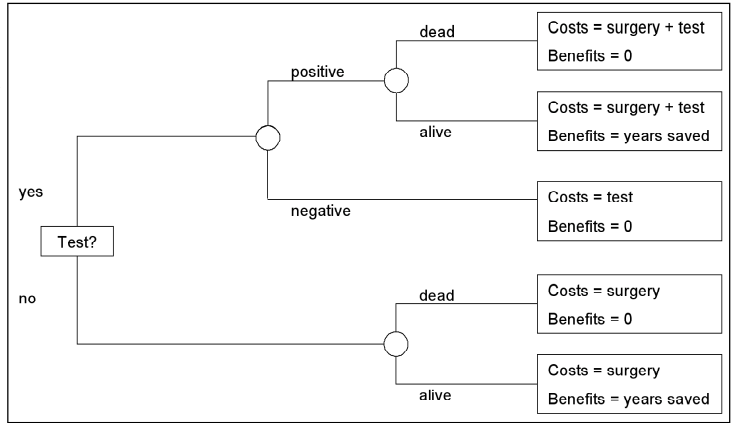 dead
Costs = surgery + test
Benefits = 0
positive
alive
Costs = surgery + test
Benefits = years saved
yes
negative
Costs = test
Benefits = 0
Test?
no
dead
Costs = surgery
Benefits = 0
alive
Costs = surgery
Benefits = years saved